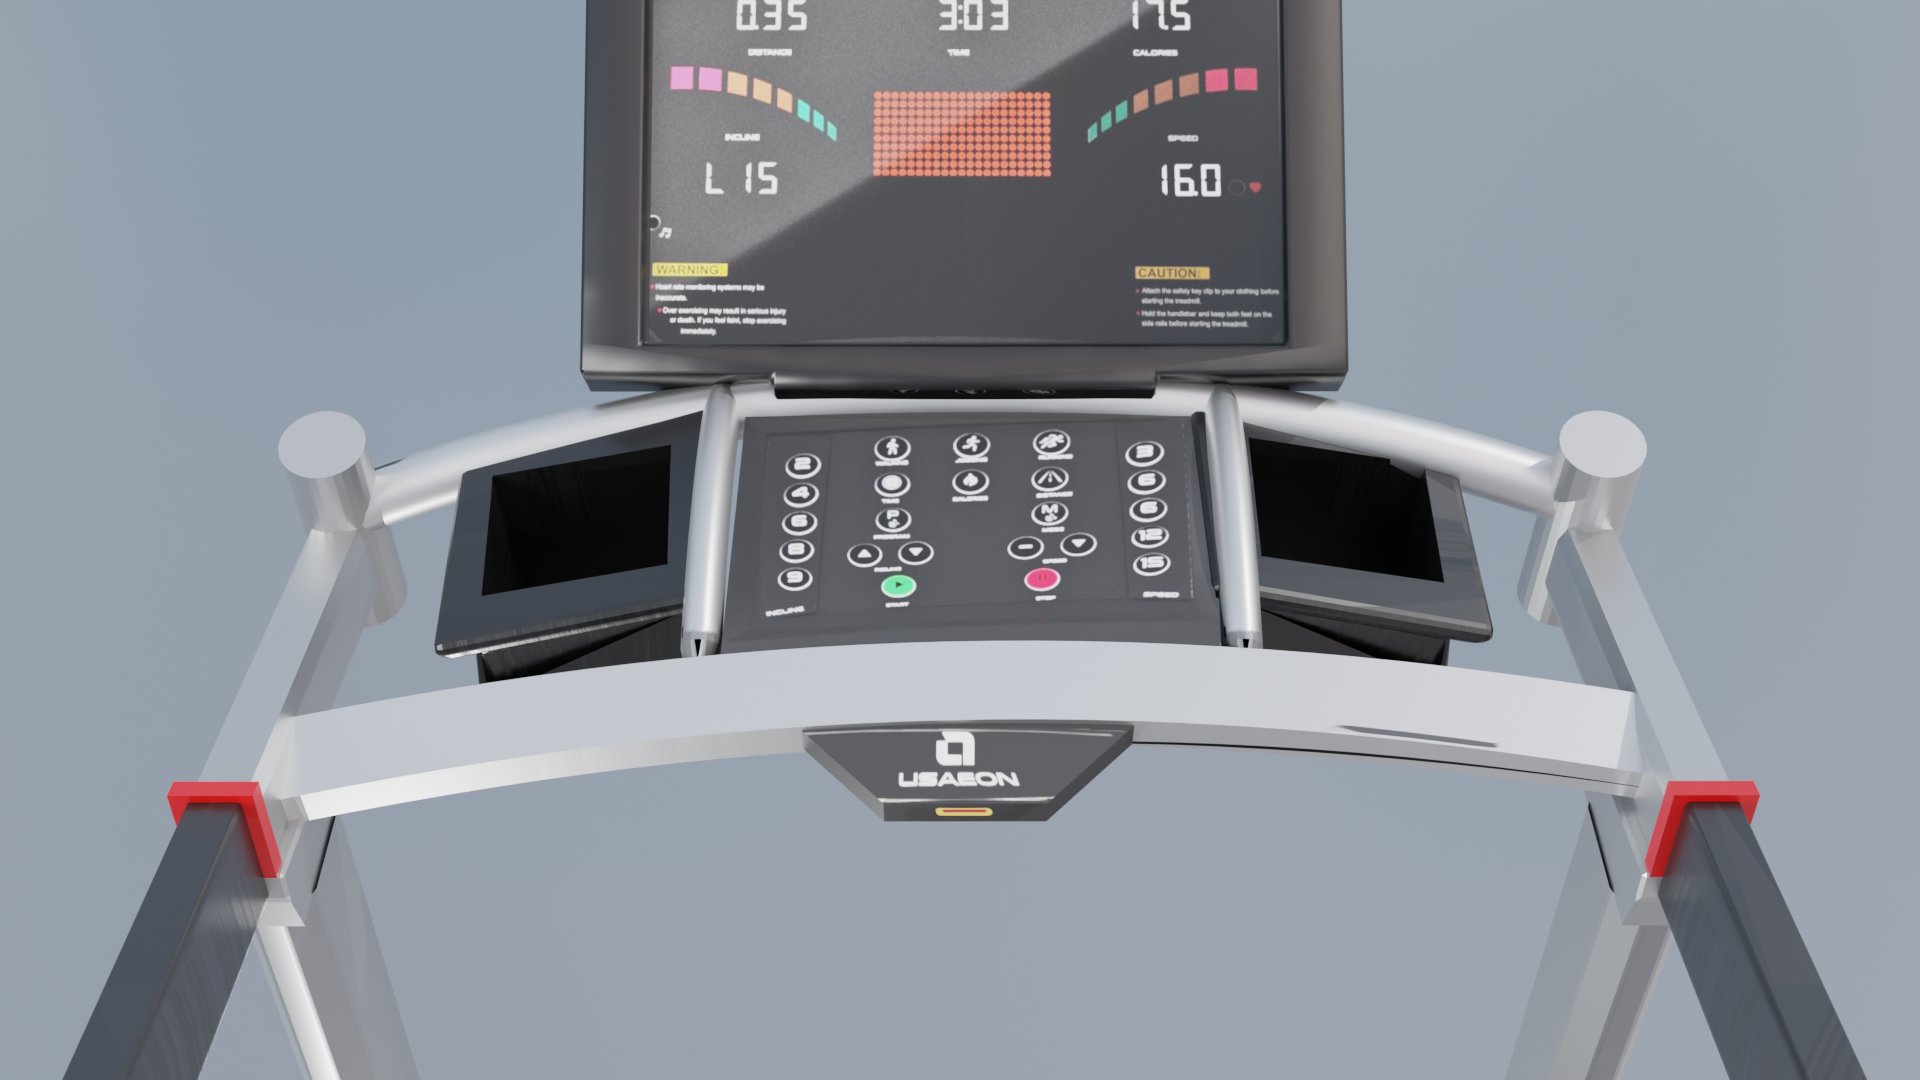 0.35
3:03
17.5
DISTANCE
TIME
CALORIES
INCLINE
SPEED
L 15
16.0
WARNING:
Heart rate monitoring systems may be
inaccurate.
Over exercising may result in serious injury
or death. If you feel faint, stop exercising
immediately.
CAUTION:
Attach the safety key clip to your clothing before
starting the treadmill.
Hold the handlebar and keep both feet on the
side rails before starting the treadmill.
2
4
6
8
9
INCLINE
WALKING
TIME
CALORIES
DISTANCE
P
PROGRAM
M
MODE
INCLINE
SPEED
START
STOP
3
6
6
12
15
SPEED
USAEON